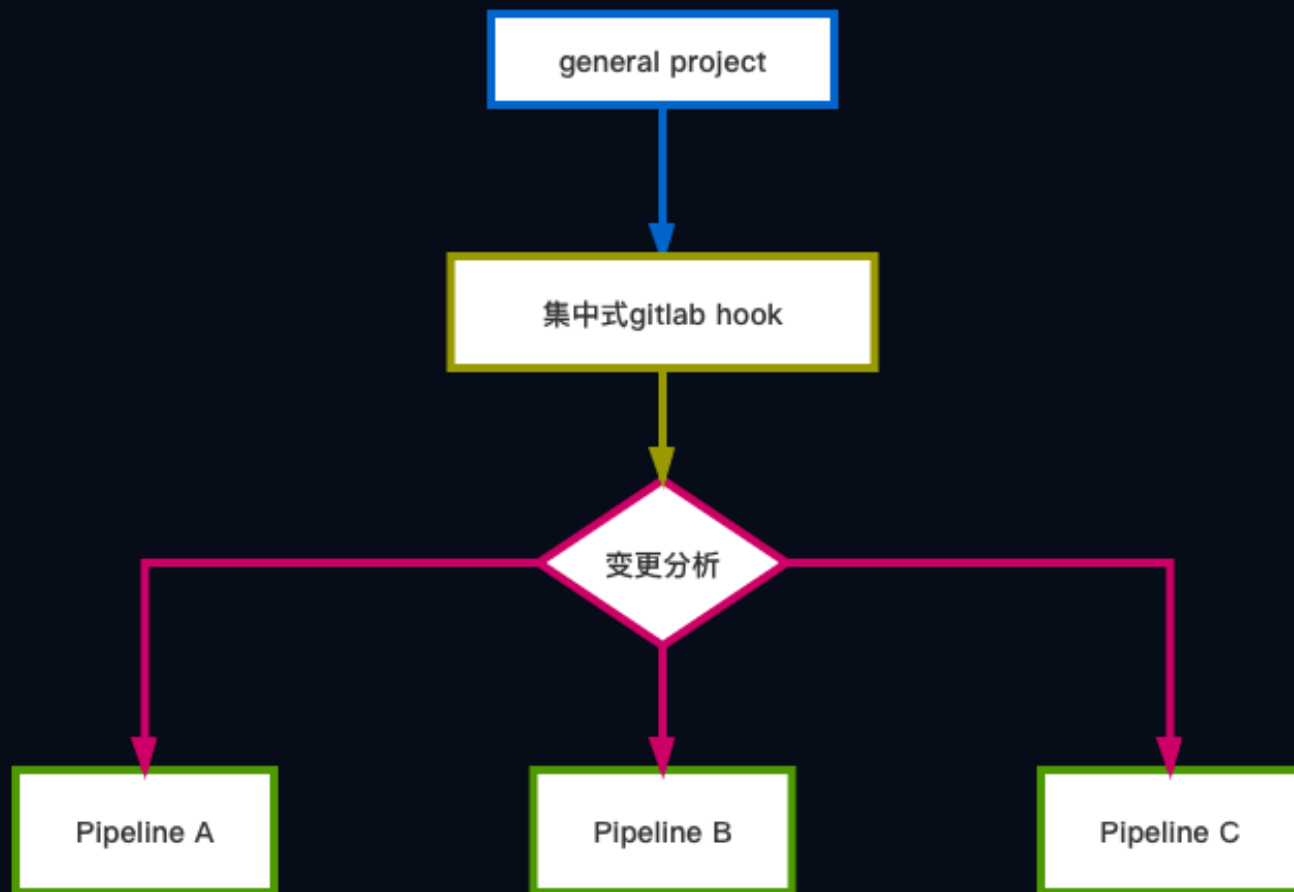 general project
集中式gitlab hook
变更分析
Pipeline A
Pipeline B
Pipeline C